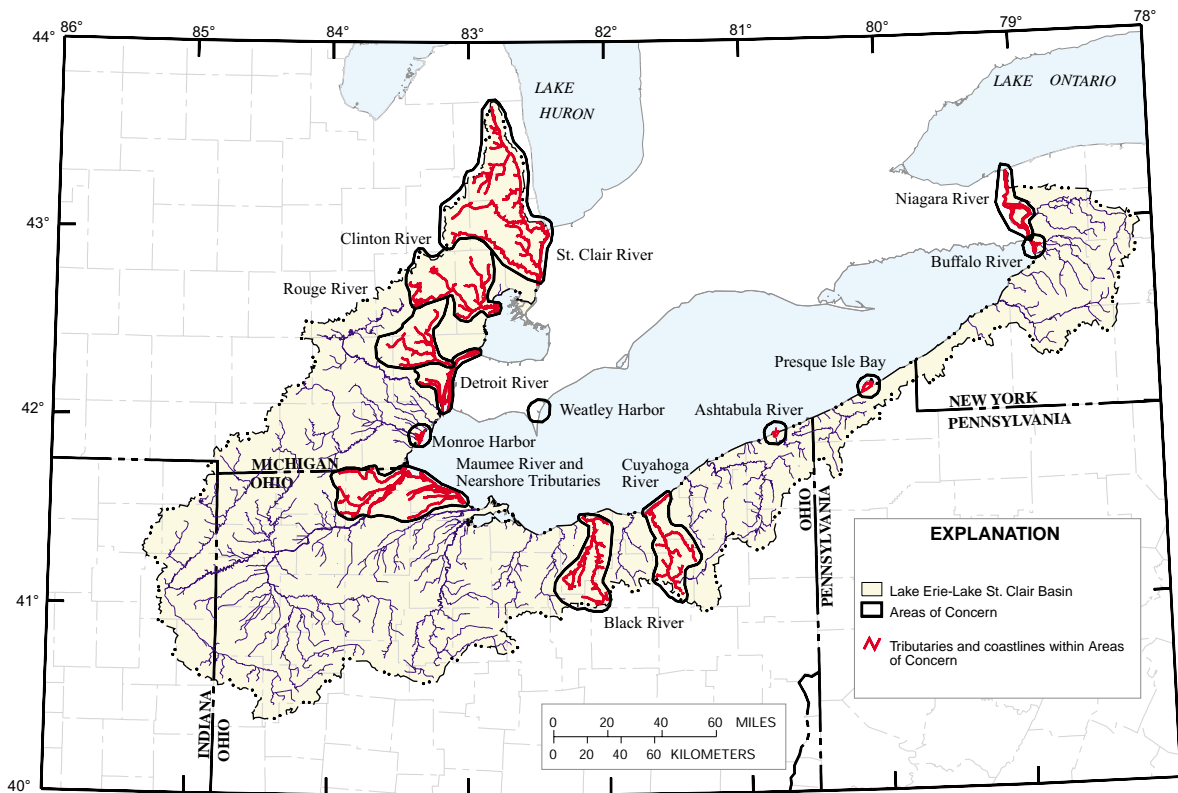 86°
85°
84°
83°
82°
81°
80°
79°
78°
44°
43°
42°
41°
40°
LAKE
HURON
LAKE ONTARIO
Niagara River
Buffalo River
Clinton River
St. Clair River
Rouge River
Detroit River
Weatley Harbor
Presque Isle Bay
Ashtabula River
Monroe Harbor
NEW YORK
PENNSYLVANIA
MICHIGAN
OHIO
Maumee River and
Nearshore Tributaries
Cuyahoga
River
OHIO
PENNSYLVANIA
Black River
INDIANA
OHIO
EXPLANATION
Lake Erie-Lake St. Clair Basin
Areas of Concern
Tributaries and coastlines within Areas
of Concern
0 20 40 60 MILES
0 20 40 60 KILOMETERS